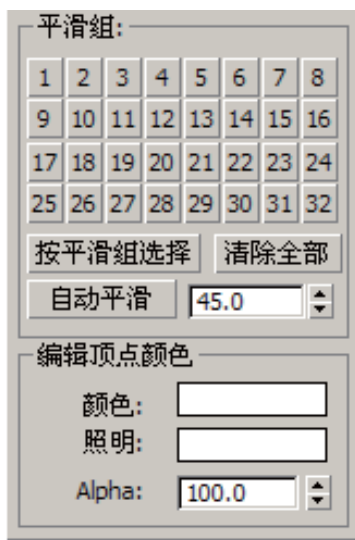 平滑组:
1 2 3 4 5 6 7 8
9 10 11 12 13 14 15 16
17 18 19 20 21 22 23 24
25 26 27 28 29 30 31 32
按平滑组选择 清除全部
自动平滑 45.0
编辑顶点颜色
颜色:
照明:
Alpha: 100.0